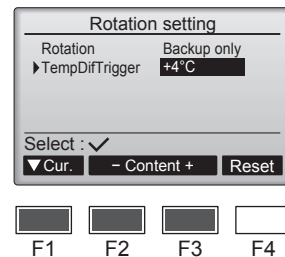 Rotation setting
Rotation Backup only
▶TempDifTrigger +4°C
Select : ✓
▼Cur. − Content + Reset
F1 F2 F3 F4